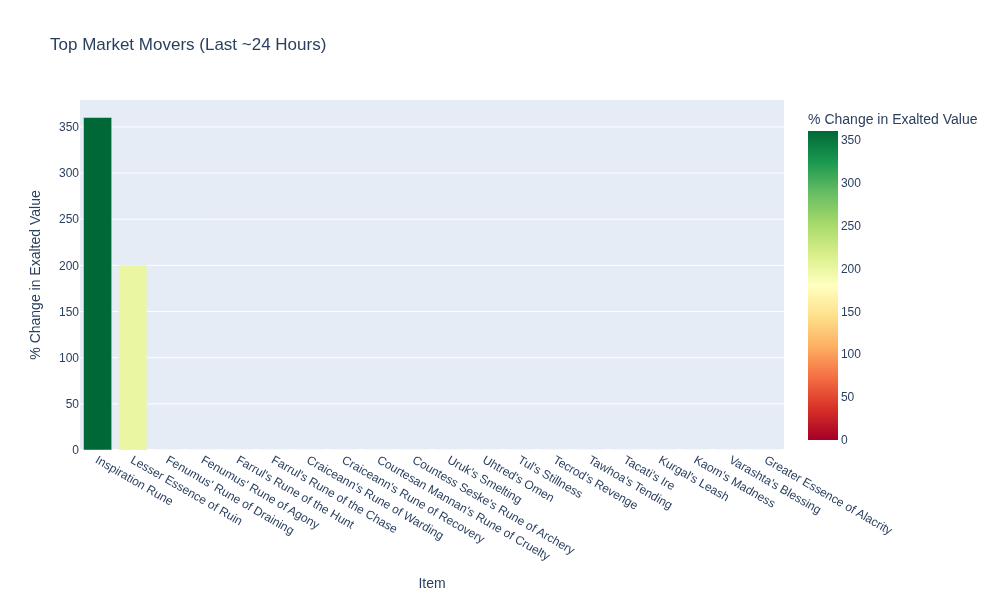 Top Market Movers (Last ~24 Hours)
% Change in Exalted Value
350
300
250
200
150
100
50
0
% Change in Exalted Value
350
300
250
200
150
100
50
0
Inspiration Rune
Lesser Essence of Ruin
Fenumus' Rune of Draining
Fenumus' Rune of Agony
Farrul's Rune of the Hunt
Farrul's Rune of the Chase
Craiceann's Rune of Warding
Craiceann's Rune of Recovery
Courtesan Mannan's Rune of Cruelty
Countess Seske's Rune of Archery
Uruk's Smelting
Uhtred's Omen
Tul's Stillness
Tecrod's Revenge
Tawhoa's Tending
Tacati's Ire
Kurgal's Leash
Kaom's Madness
Varashta's Blessing
Greater Essence of Alacrity
Item